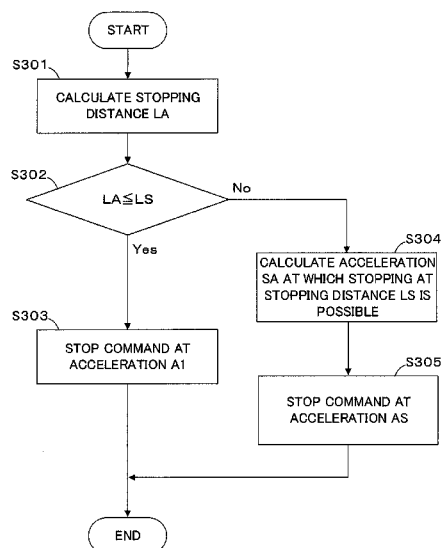 START
S301
CALCULATE STOPPING
DISTANCE LA
S302
LA≦LS
No
Yes
S304
CALCULATE ACCELERATION
SA AT WHICH STOPPING AT
STOPPING DISTANCE LS IS
POSSIBLE
S303
STOP COMMAND AT
ACCELERATION A1
S305
STOP COMMAND AT
ACCELERATION AS
END